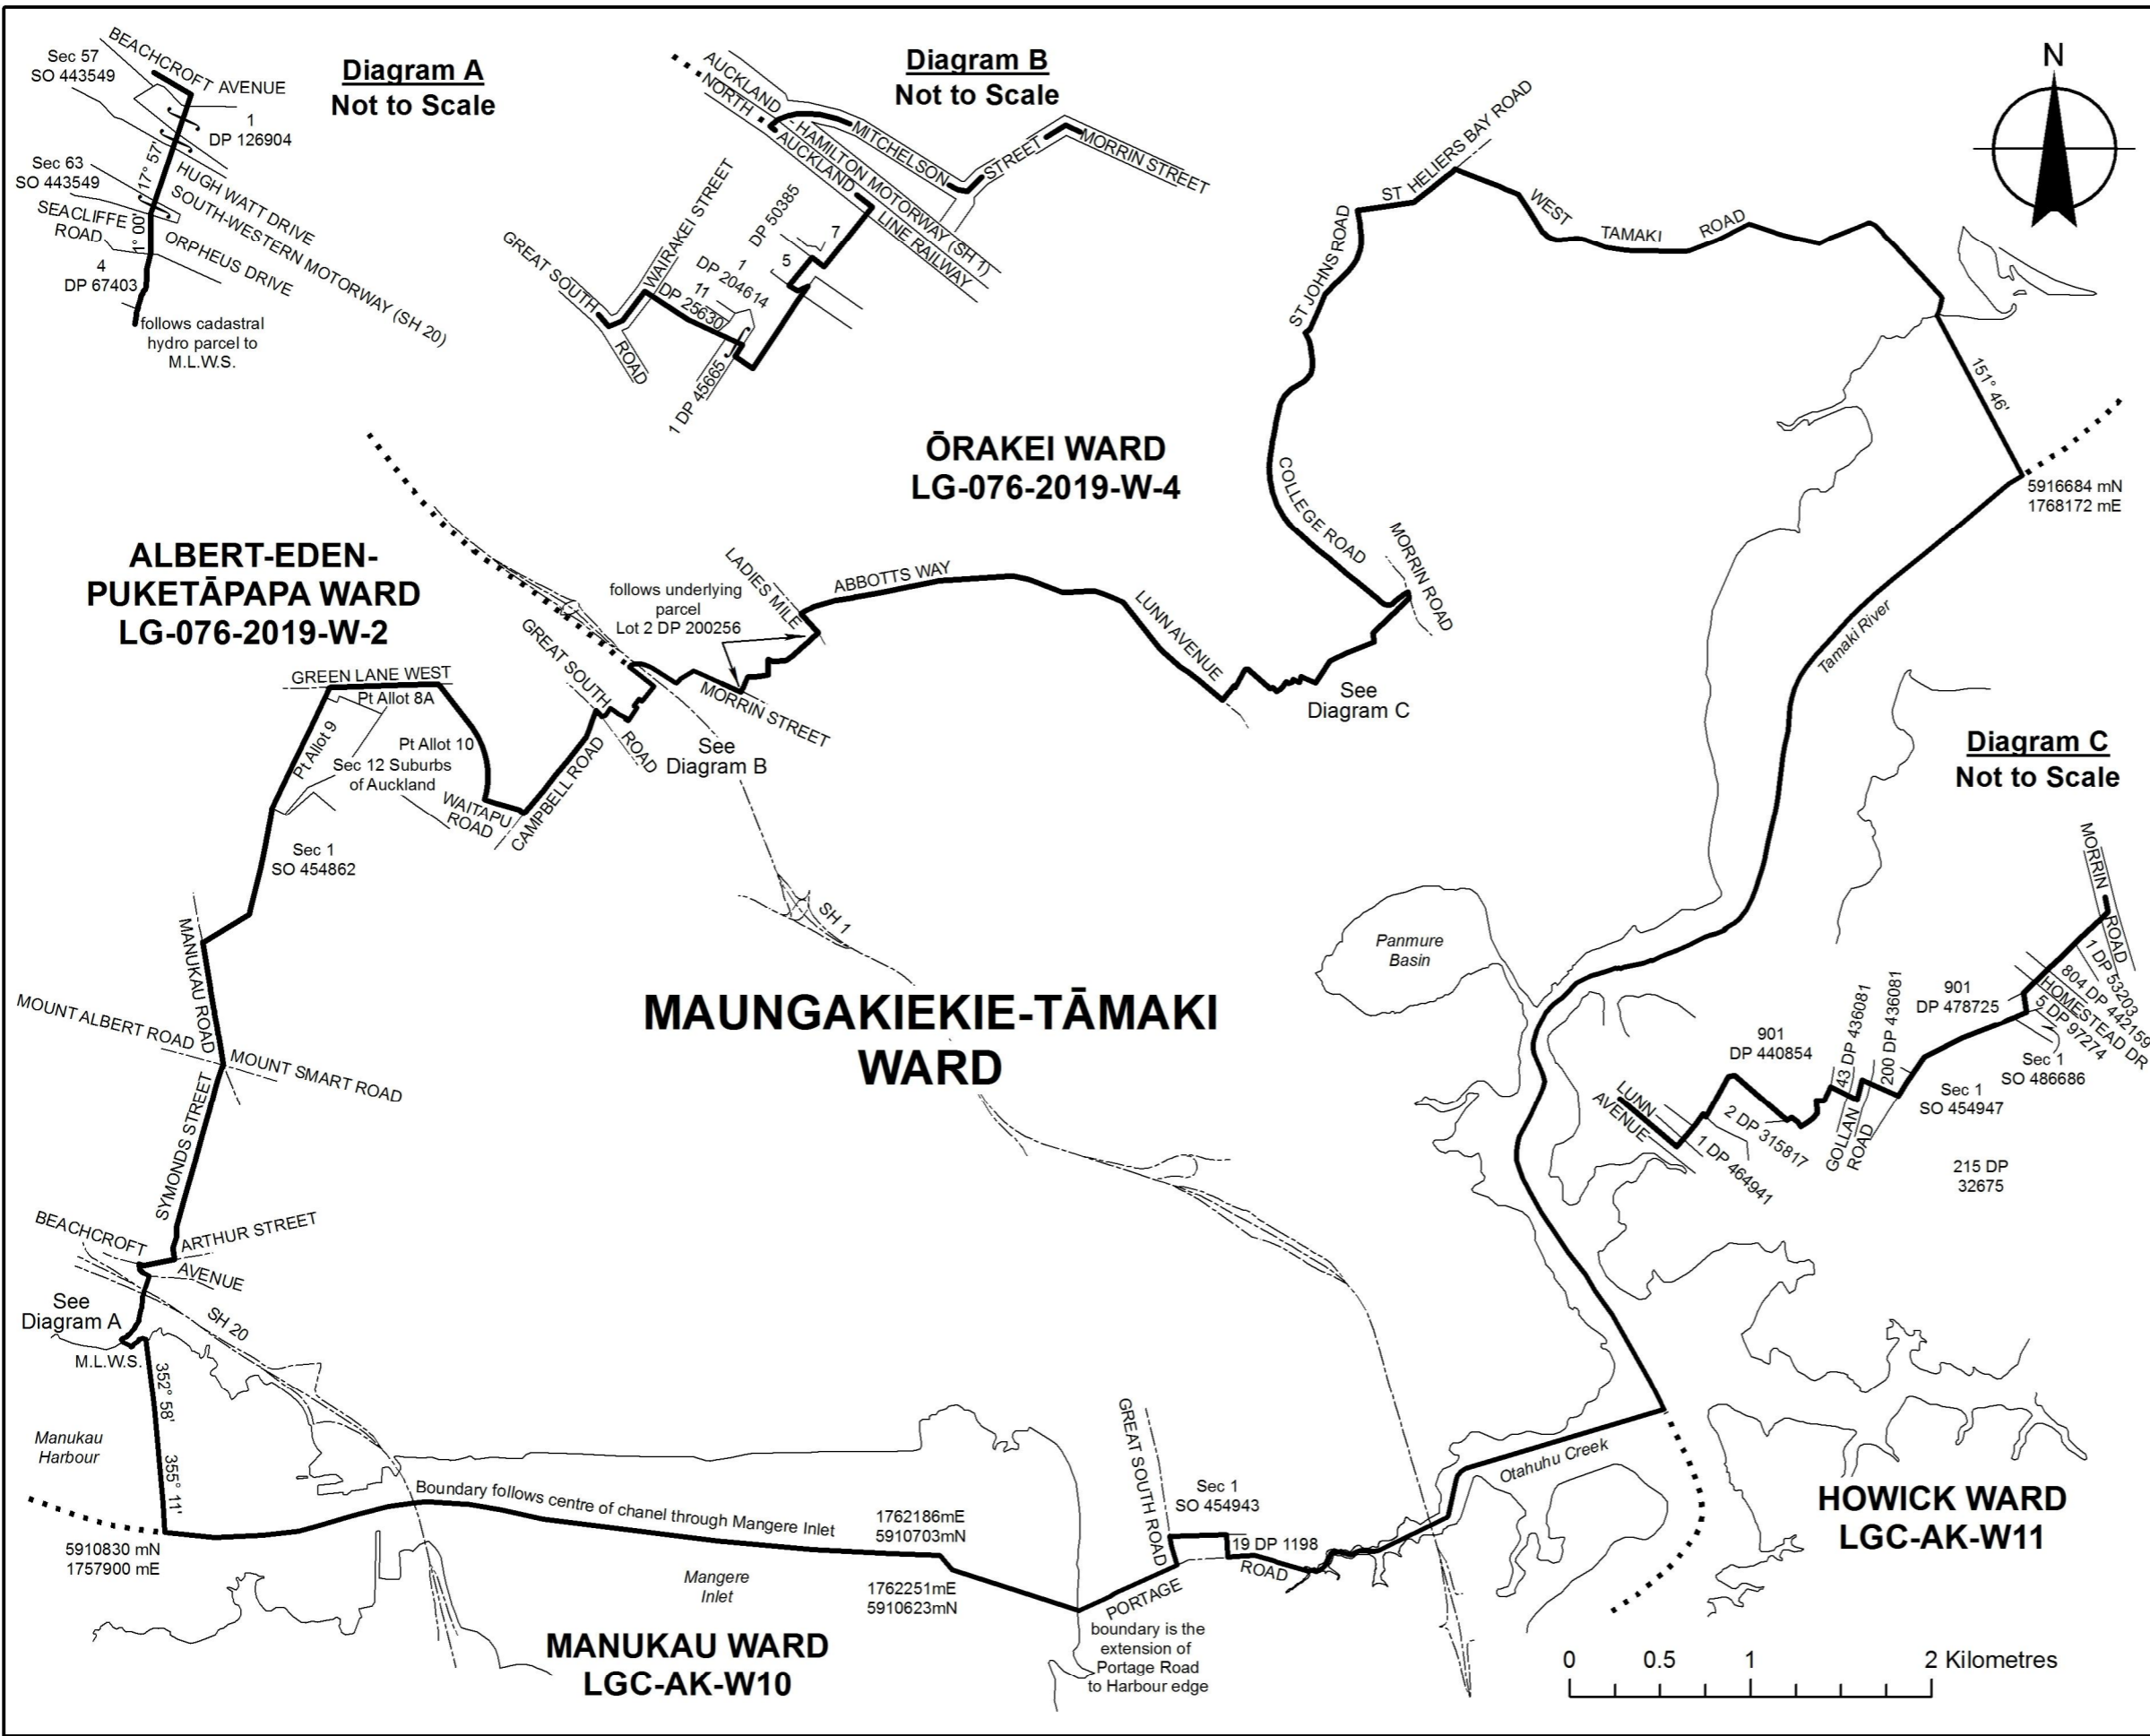 Diagram A
Not to Scale
BEACHCROFT AVENUE
Sec 57
SO 443549
1
DP 126904
17° 57'
Sec 63
SO 443549
HUGH WATT DRIVE
SOUTH-WESTERN MOTORWAY (SH 20)
SEACLIFFE
ROAD
1° 00'
ORPHEUS DRIVE
4
DP 67403
follows cadastral
hydro parcel to
M.L.W.S.
Diagram B
Not to Scale
AUCKLAND - HAMILTON MOTORWAY (SH 1)
NORTH AUCKLAND LINE RAILWAY
MITCHELSON STREET
MORRIN STREET
GREAT SOUTH
ROAD
WAIRAKEI STREET
7
DP 50385
5
1
DP 204614
11
DP 25630
1 DP 45665
N
ST HELIERS BAY ROAD
WEST TAMAKI ROAD
ST JOHNS ROAD
COLLEGE ROAD
MORRIN ROAD
151° 46'
5916684 mN
1768172 mE
Tamaki River
ŌRAKEI WARD
LG-076-2019-W-4
ALBERT-EDEN-
PUKETĀPAPA WARD
LG-076-2019-W-2
follows underlying
parcel
Lot 2 DP 200256
LADIES MILE
ABBOTTS WAY
LUNN AVENUE
See
Diagram C
GREAT SOUTH
ROAD
MORRIN STREET
See
Diagram B
GREEN LANE WEST
Pt Allot 8A
Pt Allot 9
Pt Allot 10
Sec 12 Suburbs
of Auckland
WAITAPU
ROAD
CAMPBELL ROAD
Sec 1
SO 454862
SH 1
MANUKAU ROAD
MOUNT ALBERT ROAD
MOUNT SMART ROAD
SYMONDS STREET
MAUNGAKIEKIE-TĀMAKI
WARD
Panmure
Basin
Diagram C
Not to Scale
MORRIN
ROAD
1 DP 53203
804 DP 442159
HOMESTEAD DR
5 DP 97274
901
DP 478725
Sec 1
SO 486686
43 DP 436081
200 DP 436081
901
DP 440854
Sec 1
SO 454947
LUNN
AVENUE
2 DP 315817
1 DP 464941
GOLLAN
ROAD
215 DP
32675
BEACHCROFT
AVENUE
ARTHUR STREET
See
Diagram A
SH 20
M.L.W.S.
352° 58'
355° 11'
Manukau
Harbour
5910830 mN
1757900 mE
Boundary follows centre of chanel through Mangere Inlet
1762186mE
5910703mN
1762251mE
5910623mN
Mangere
Inlet
GREAT SOUTH ROAD
Sec 1
SO 454943
19 DP 1198
PORTAGE
ROAD
boundary is the
extension of
Portage Road
to Harbour edge
Otahuhu Creek
HOWICK WARD
LGC-AK-W11
MANUKAU WARD
LGC-AK-W10
0 0.5 1 2 Kilometres